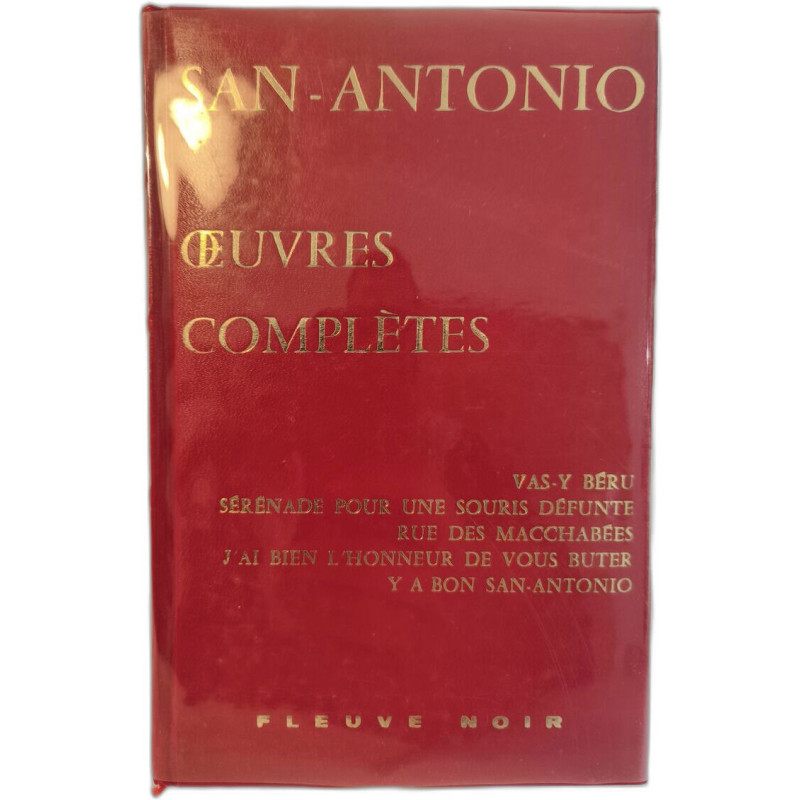 SAN-ANTONIO
ŒUVRES
COMPLÈTES
VAS-Y BÉRU
SÉRÉNADE POUR UNE SOURIS DÉFUNTE
RUE DES MACCHABÉES
J'AI BIEN L'HONNEUR DE VOUS BUTER
Y A BON SAN-ANTONIO
FLEUVE NOIR